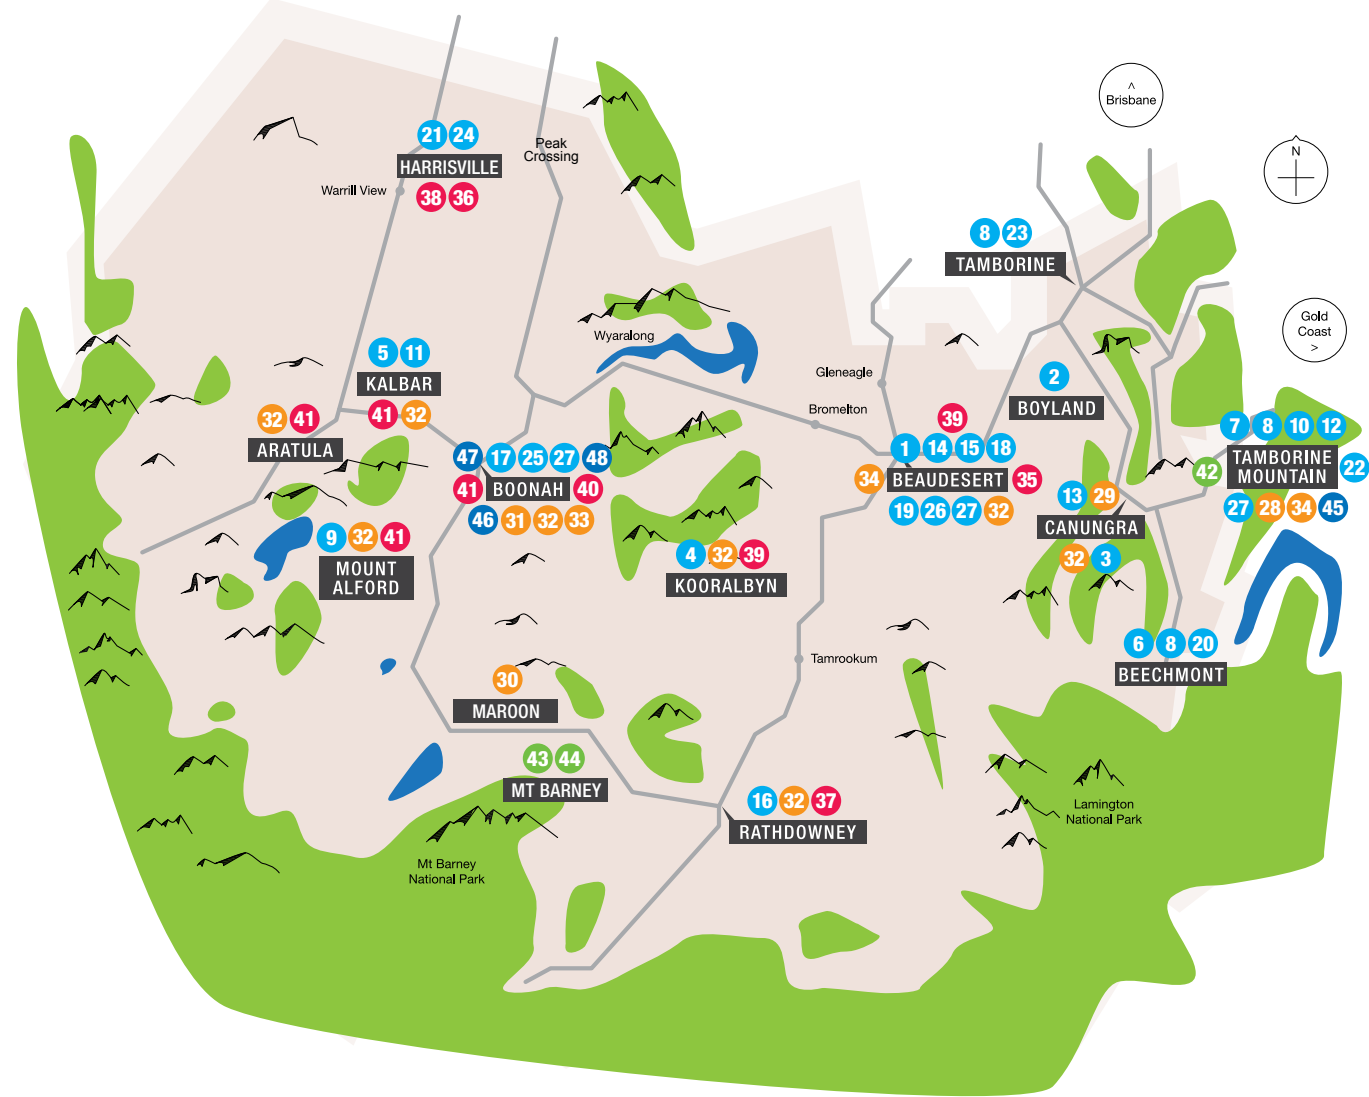 ^
Brisbane
21 24
HARRISVILLE
38 36
Peak
Crossing
N
Warrill View
8 23
TAMBORINE
Gold
Coast
>
Wyaralong
5 11
KALBAR
41 32
Gleneagle
2
BOYLAND
Bromelton
32 41
ARATULA
39
1 14 15 18
34 BEAUDESERT 35
19 26 27 32
7 8 10 12
42 TAMBORINE
MOUNTAIN 22
27 28 34 45
47 17 25 27 48
41 BOONAH 40
46 31 32 33
13 29
CANUNGRA
32 3
9 32 41
MOUNT
ALFORD
4 32 39
KOORALBYN
6 8 20
BEECHMONT
Tamrookum
30
MAROON
43 44
MT BARNEY
16 32 37
RATHDOWNEY
Lamington
National Park
Mt Barney
National Park